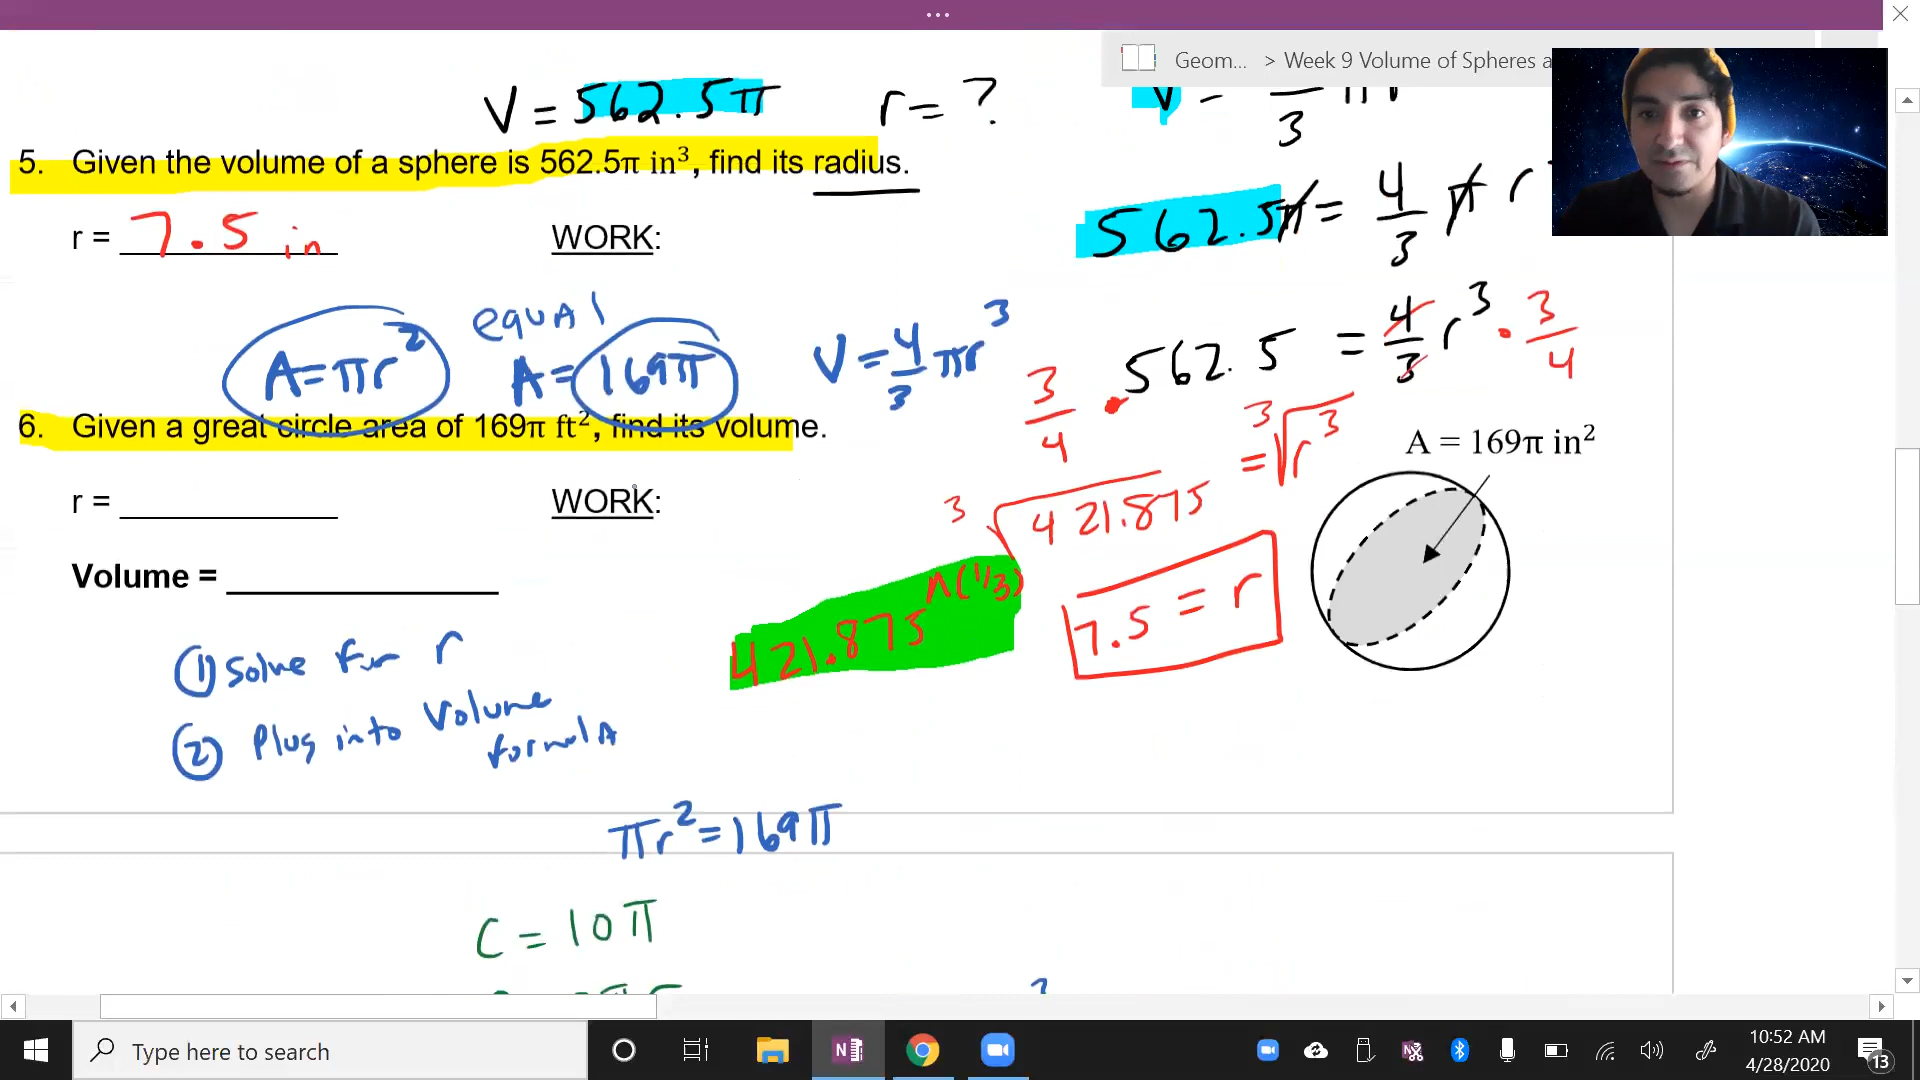 ...
Geom... > Week 9 Volume of Spheres a
V = 562.5π r = ?
V = 3 π r
5. Given the volume of a sphere is 562.5π in³, find its radius.
r = 7.5 in WORK:
562.5π = 4/3 π r
A=πr² equal A= 169π V=4/3 πr³
3/4 · 562.5 = 4/3 r³ · 3/4
6. Given a great circle area of 169π ft², find its volume.
A = 169π in²
r = WORK:
∛421.875 = ∛r³
Volume =
421.875^(1/3)
7.5 = r
① Solve for r
② Plug into Volume
formula
πr² = 169π
C = 10π
Type here to search
10:52 AM
4/28/2020
13